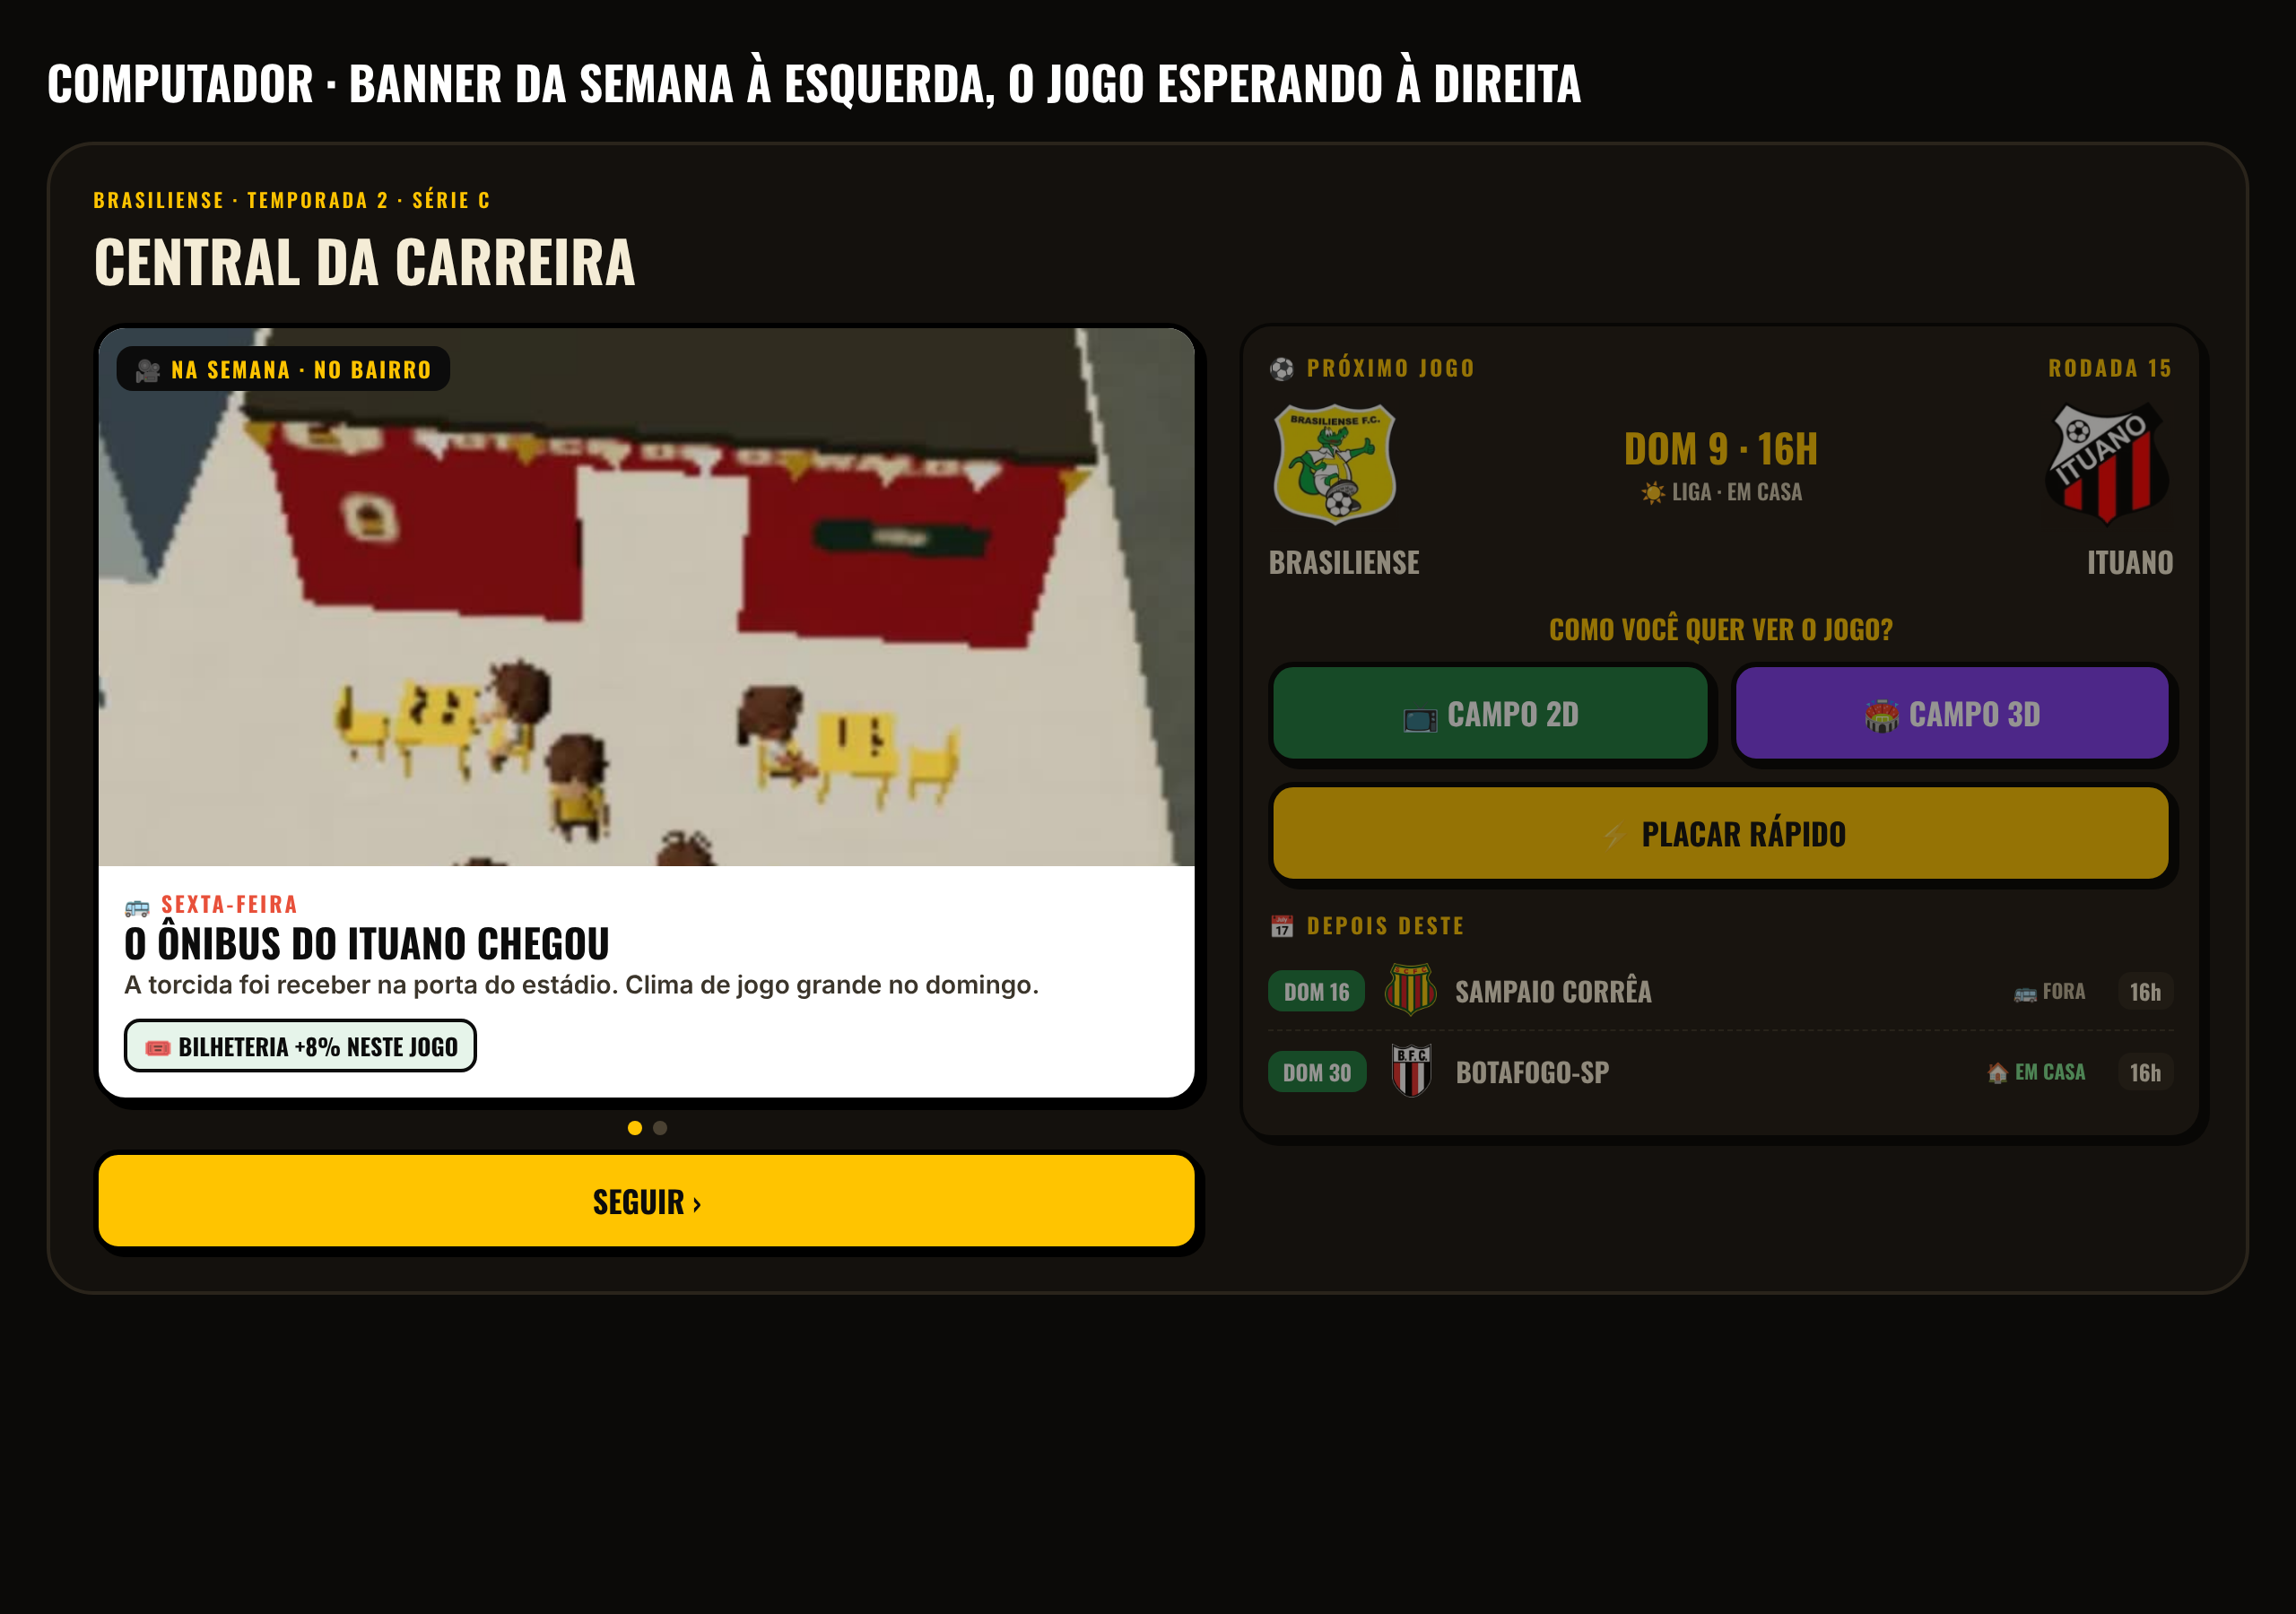 COMPUTADOR · BANNER DA SEMANA À ESQUERDA, O JOGO ESPERANDO À DIREITA
BRASILIENSE · TEMPORADA 2 · SÉRIE C
CENTRAL DA CARREIRA
NA SEMANA · NO BAIRRO
SEXTA-FEIRA
O ÔNIBUS DO ITUANO CHEGOU
A torcida foi receber na porta do estádio. Clima de jogo grande no domingo.
BILHETERIA +8% NESTE JOGO
SEGUIR ›
PRÓXIMO JOGO
RODADA 15
BRASILIENSE F.C.
DOM 9 · 16H
LIGA · EM CASA
ITUANO
BRASILIENSE
ITUANO
COMO VOCÊ QUER VER O JOGO?
CAMPO 2D
CAMPO 3D
PLACAR RÁPIDO
DEPOIS DESTE
DOM 16
SAMPAIO CORRÊA
FORA
16h
DOM 30
B.F.C.
BOTAFOGO-SP
EM CASA
16h